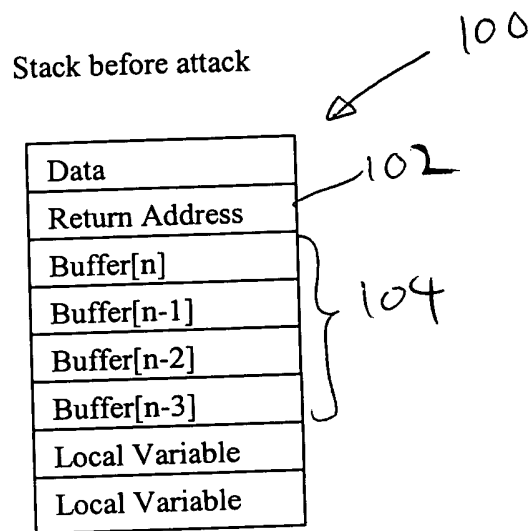 100
Stack before attack
Data
102
Return Address
Buffer[n]
Buffer[n-1]
104
Buffer[n-2]
Buffer[n-3]
Local Variable
Local Variable